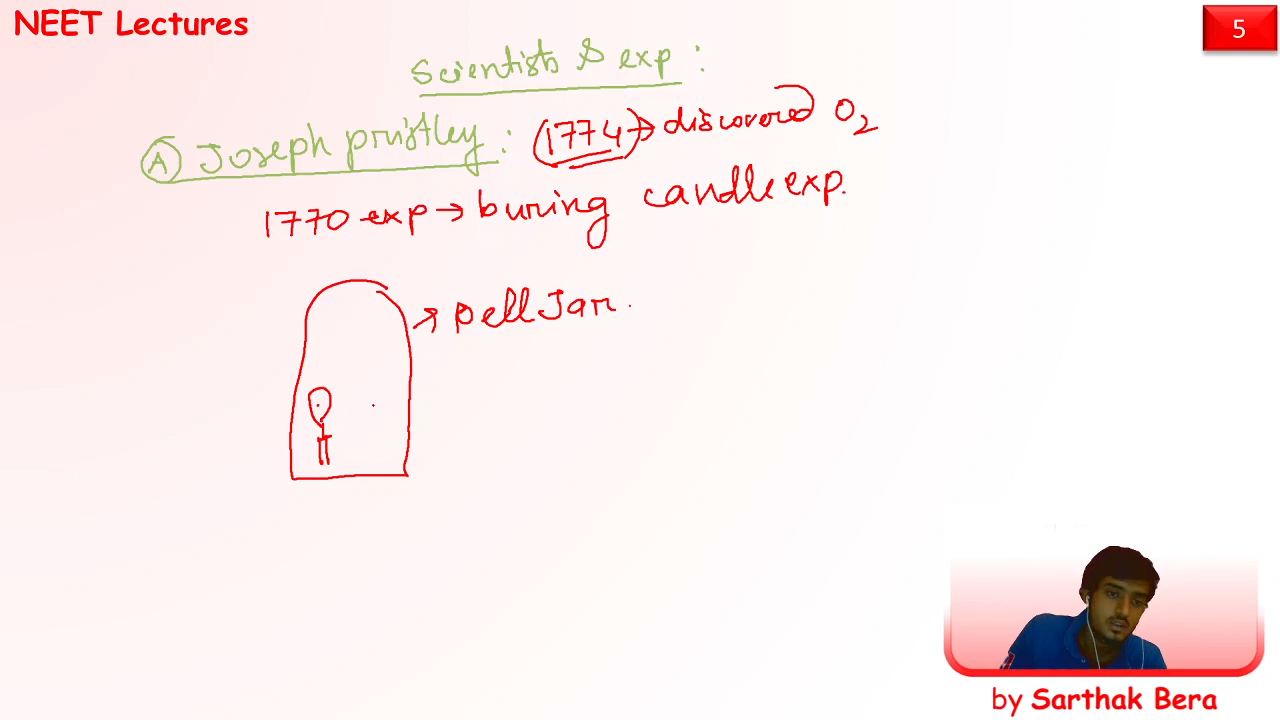 NEET Lectures
5
Scientists & exp :
(A) Joseph pristley : (1774) → discovered O2
1770 exp → buring candle exp.
→ Bell Jar.
by Sarthak Bera